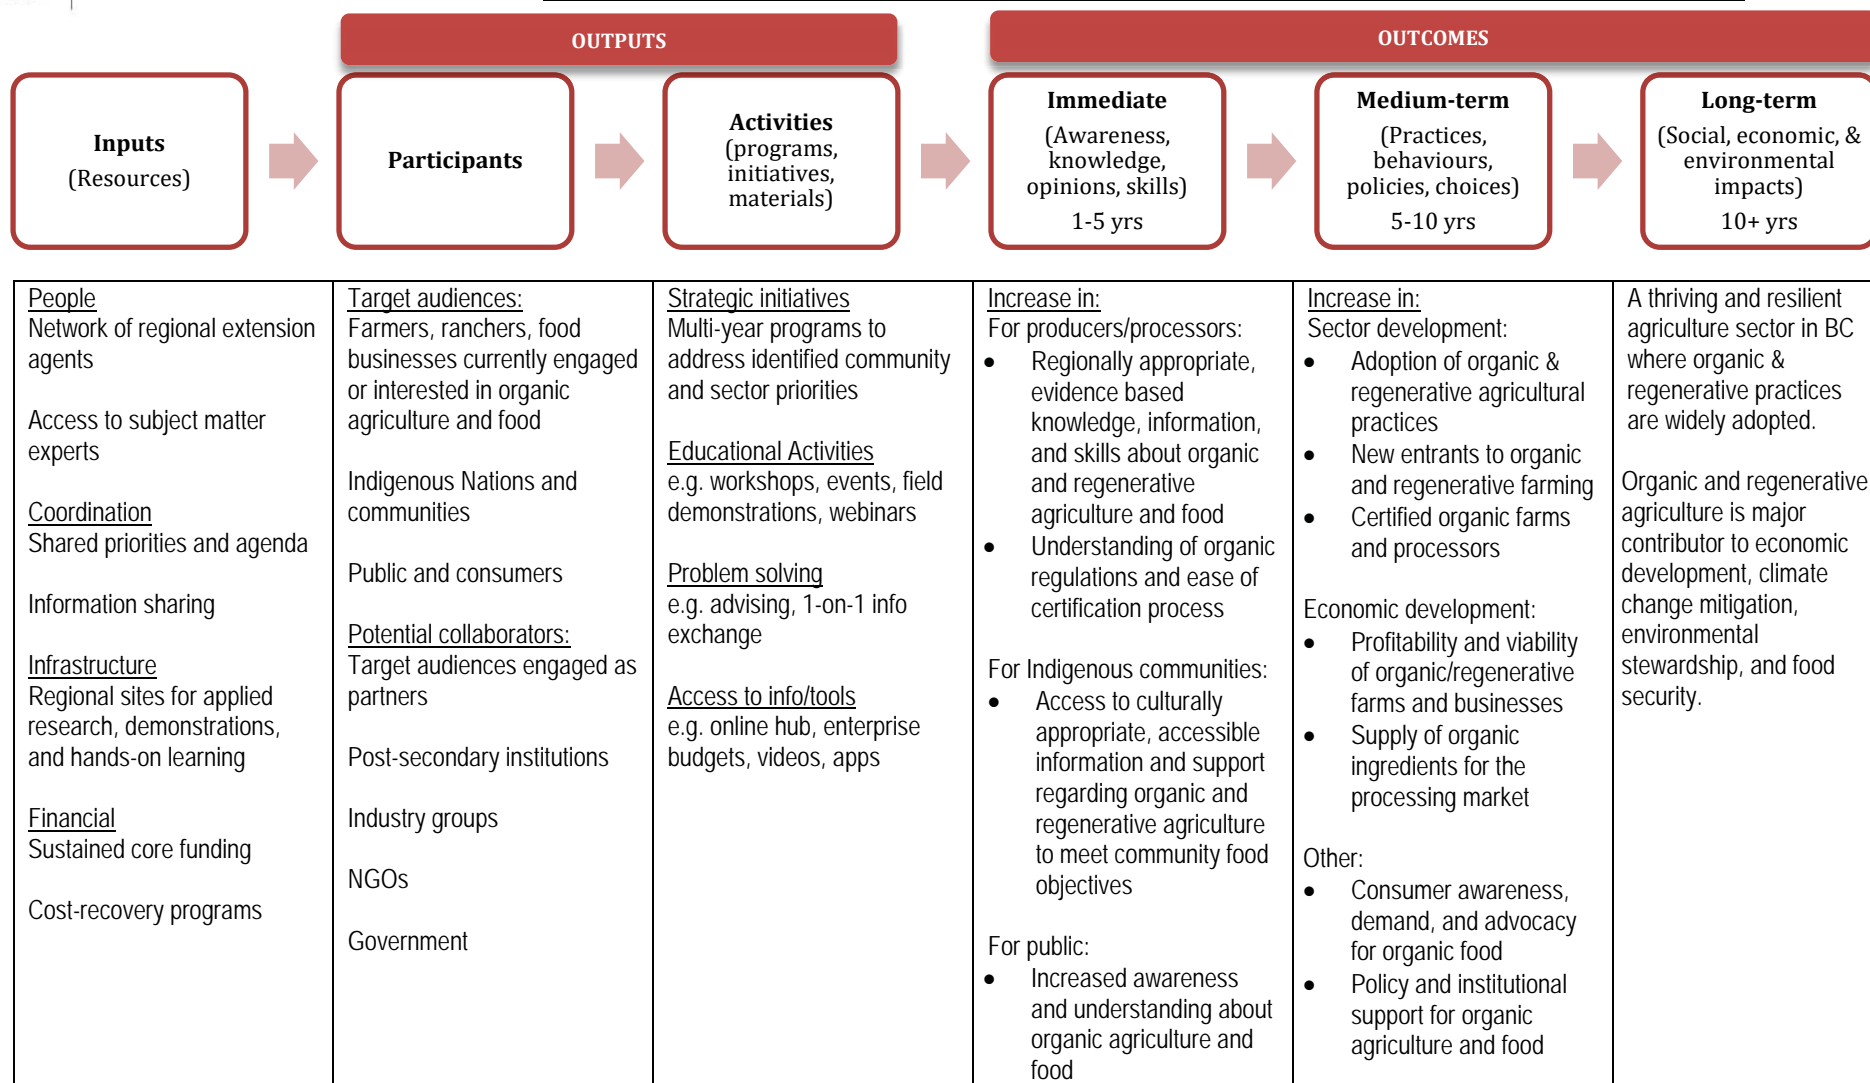 OUTPUTS
OUTCOMES
Inputs
(Resources)
Participants
Activities
(programs,
initiatives,
materials)
Immediate
(Awareness,
knowledge,
opinions, skills)
1-5 yrs
Medium-term
(Practices,
behaviours,
policies, choices)
5-10 yrs
Long-term
(Social, economic, &
environmental
impacts)
10+ yrs
People
Network of regional extension
agents
Access to subject matter
experts
Coordination
Shared priorities and agenda
Information sharing
Infrastructure
Regional sites for applied
research, demonstrations,
and hands-on learning
Financial
Sustained core funding
Cost-recovery programs
Target audiences:
Farmers, ranchers, food
businesses currently engaged
or interested in organic
agriculture and food
Indigenous Nations and
communities
Public and consumers
Potential collaborators:
Target audiences engaged as
partners
Post-secondary institutions
Industry groups
NGOs
Government
Strategic initiatives
Multi-year programs to
address identified community
and sector priorities
Educational Activities
e.g. workshops, events, field
demonstrations, webinars
Problem solving
e.g. advising, 1-on-1 info
exchange
Access to info/tools
e.g. online hub, enterprise
budgets, videos, apps
Increase in:
For producers/processors:
• Regionally appropriate,
evidence based
knowledge, information,
and skills about organic
and regenerative
agriculture and food
• Understanding of organic
regulations and ease of
certification process
For Indigenous communities:
• Access to culturally
appropriate, accessible
information and support
regarding organic and
regenerative agriculture
to meet community food
objectives
For public:
• Increased awareness
and understanding about
organic agriculture and
food
Increase in:
Sector development:
• Adoption of organic &
regenerative agricultural
practices
• New entrants to organic
and regenerative farming
• Certified organic farms
and processors
Economic development:
• Profitability and viability
of organic/regenerative
farms and businesses
• Supply of organic
ingredients for the
processing market
Other:
• Consumer awareness,
demand, and advocacy
for organic food
• Policy and institutional
support for organic
agriculture and food
A thriving and resilient
agriculture sector in BC
where organic &
regenerative practices
are widely adopted.
Organic and regenerative
agriculture is major
contributor to economic
development, climate
change mitigation,
environmental
stewardship, and food
security.